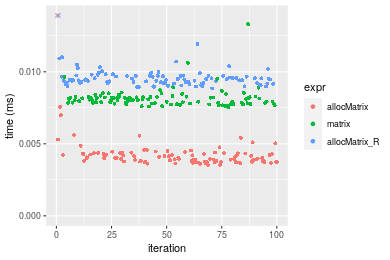 time (ms)
0.010
0.005
0.000
0
25
50
75
100
iteration
expr
allocMatrix
matrix
allocMatrix_R